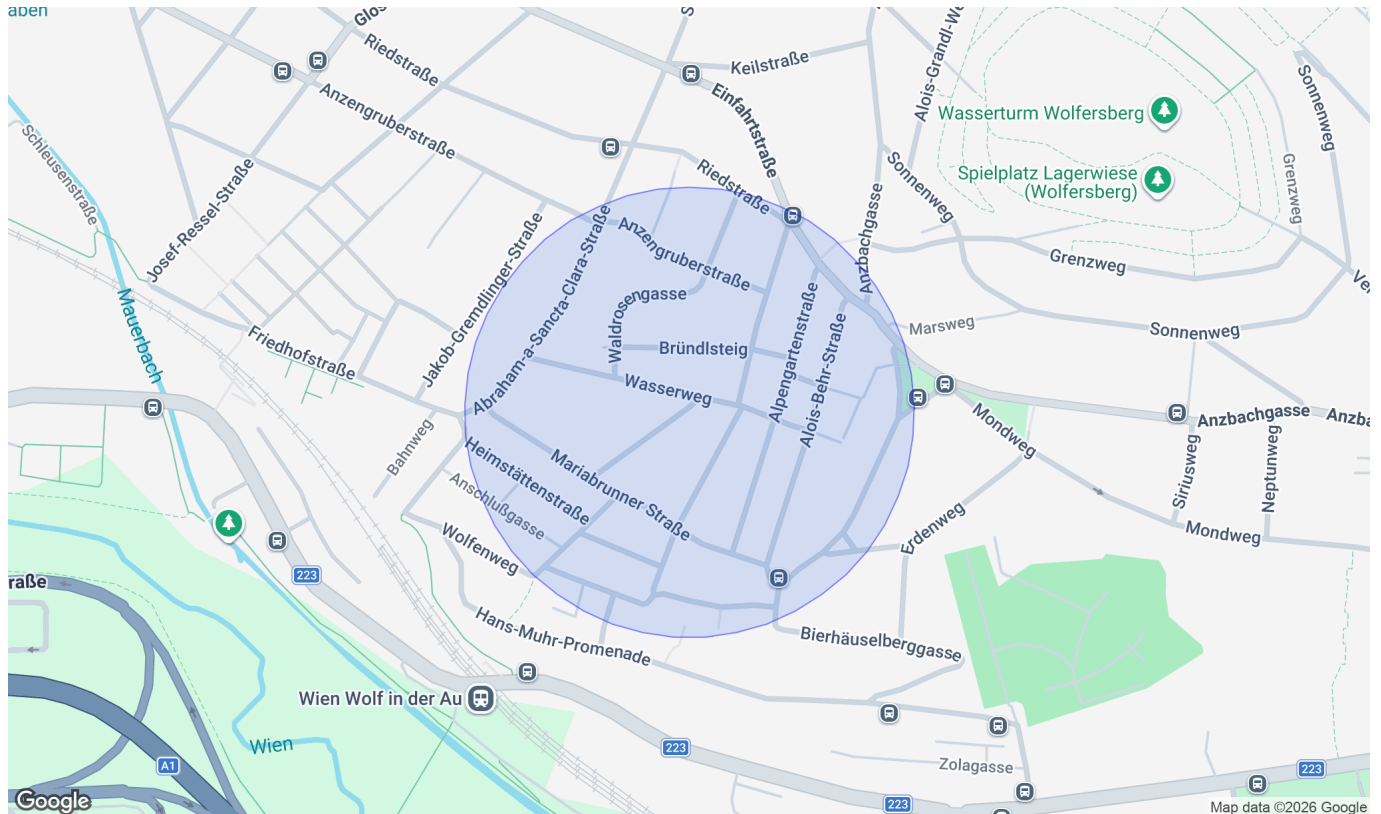 aben
Glos
Riedstraße
Anzengruberstraße
Keilstraße
Einfahrtstraße
Alois-Grandl-We
Wasserturm Wolfersberg
Sonnenweg
Schleusenstraße
Josef-Ressel-Straße
Riedstraße
Sonnenweg
Spielplatz Lagerwiese
(Wolfersberg)
Grenzweg
Anzbachgasse
Jakob-Gremdlinger-Straße
Abraham-a-Sancta-Clara-Straße
Anzengruberstraße
Grenzweg
Ve
Mauerbach
Waldrosengasse
Alpengartenstraße
Alois-Behr-Straße
Marsweg
Sonnenweg
Friedhofstraße
Bründlsteig
Wasserweg
Mondweg
Anzbachgasse
Anzba
Bahnweg
Heimstättenstraße
Mariabrunner Straße
Anschlußgasse
Siriusweg
Neptunweg
Wolfenweg
Erdenweg
Mondweg
raße
223
Hans-Muhr-Promenade
Bierhäuselberggasse
Wien Wolf in der Au
Wien
A1
223
Zolagasse
223
223
Google
Map data ©2026 Google